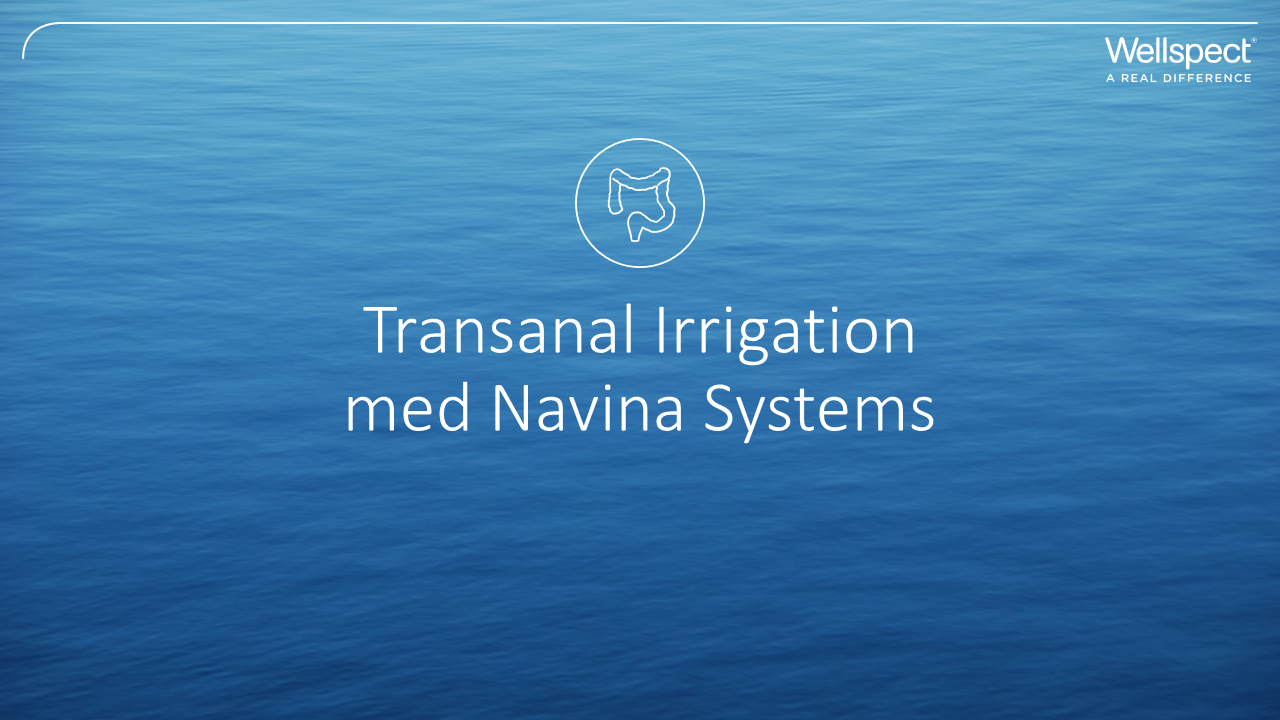 Wellspect®
A REAL DIFFERENCE
Transanal Irrigation
med Navina Systems